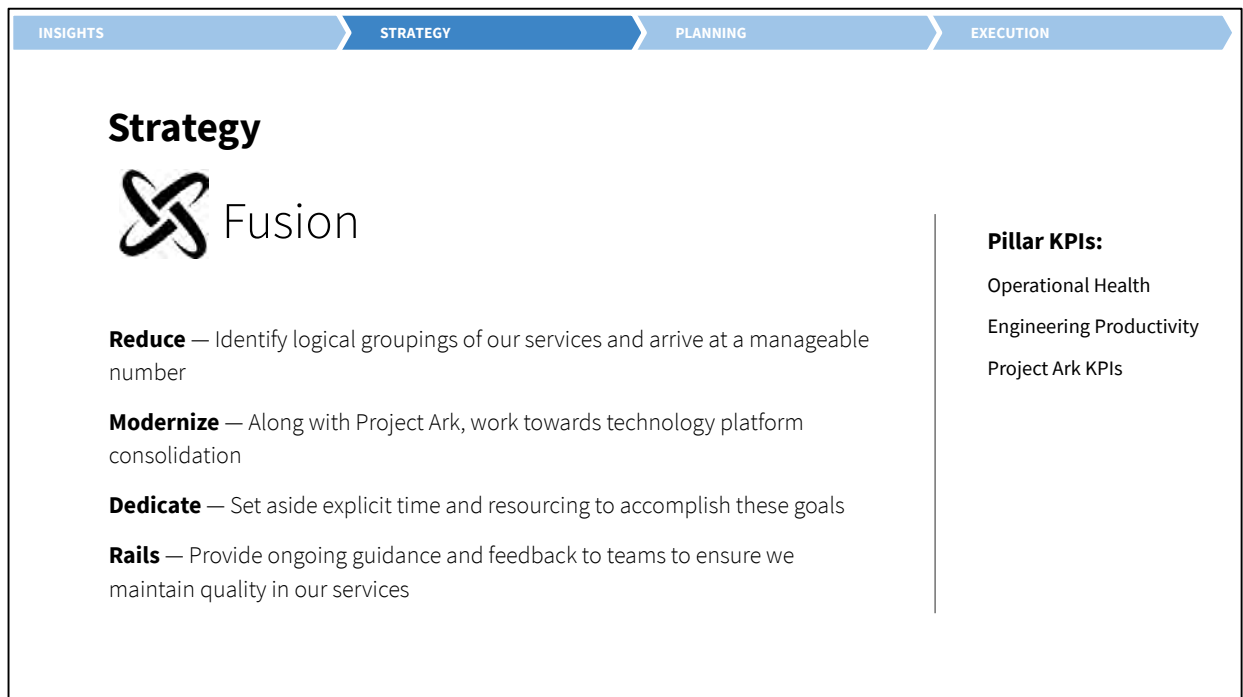 INSIGHTS
STRATEGY
PLANNING
EXECUTION
Strategy
Fusion
Reduce — Identify logical groupings of our services and arrive at a manageable
number
Modernize — Along with Project Ark, work towards technology platform
consolidation
Dedicate — Set aside explicit time and resourcing to accomplish these goals
Rails — Provide ongoing guidance and feedback to teams to ensure we
maintain quality in our services
Pillar KPIs:
Operational Health
Engineering Productivity
Project Ark KPIs